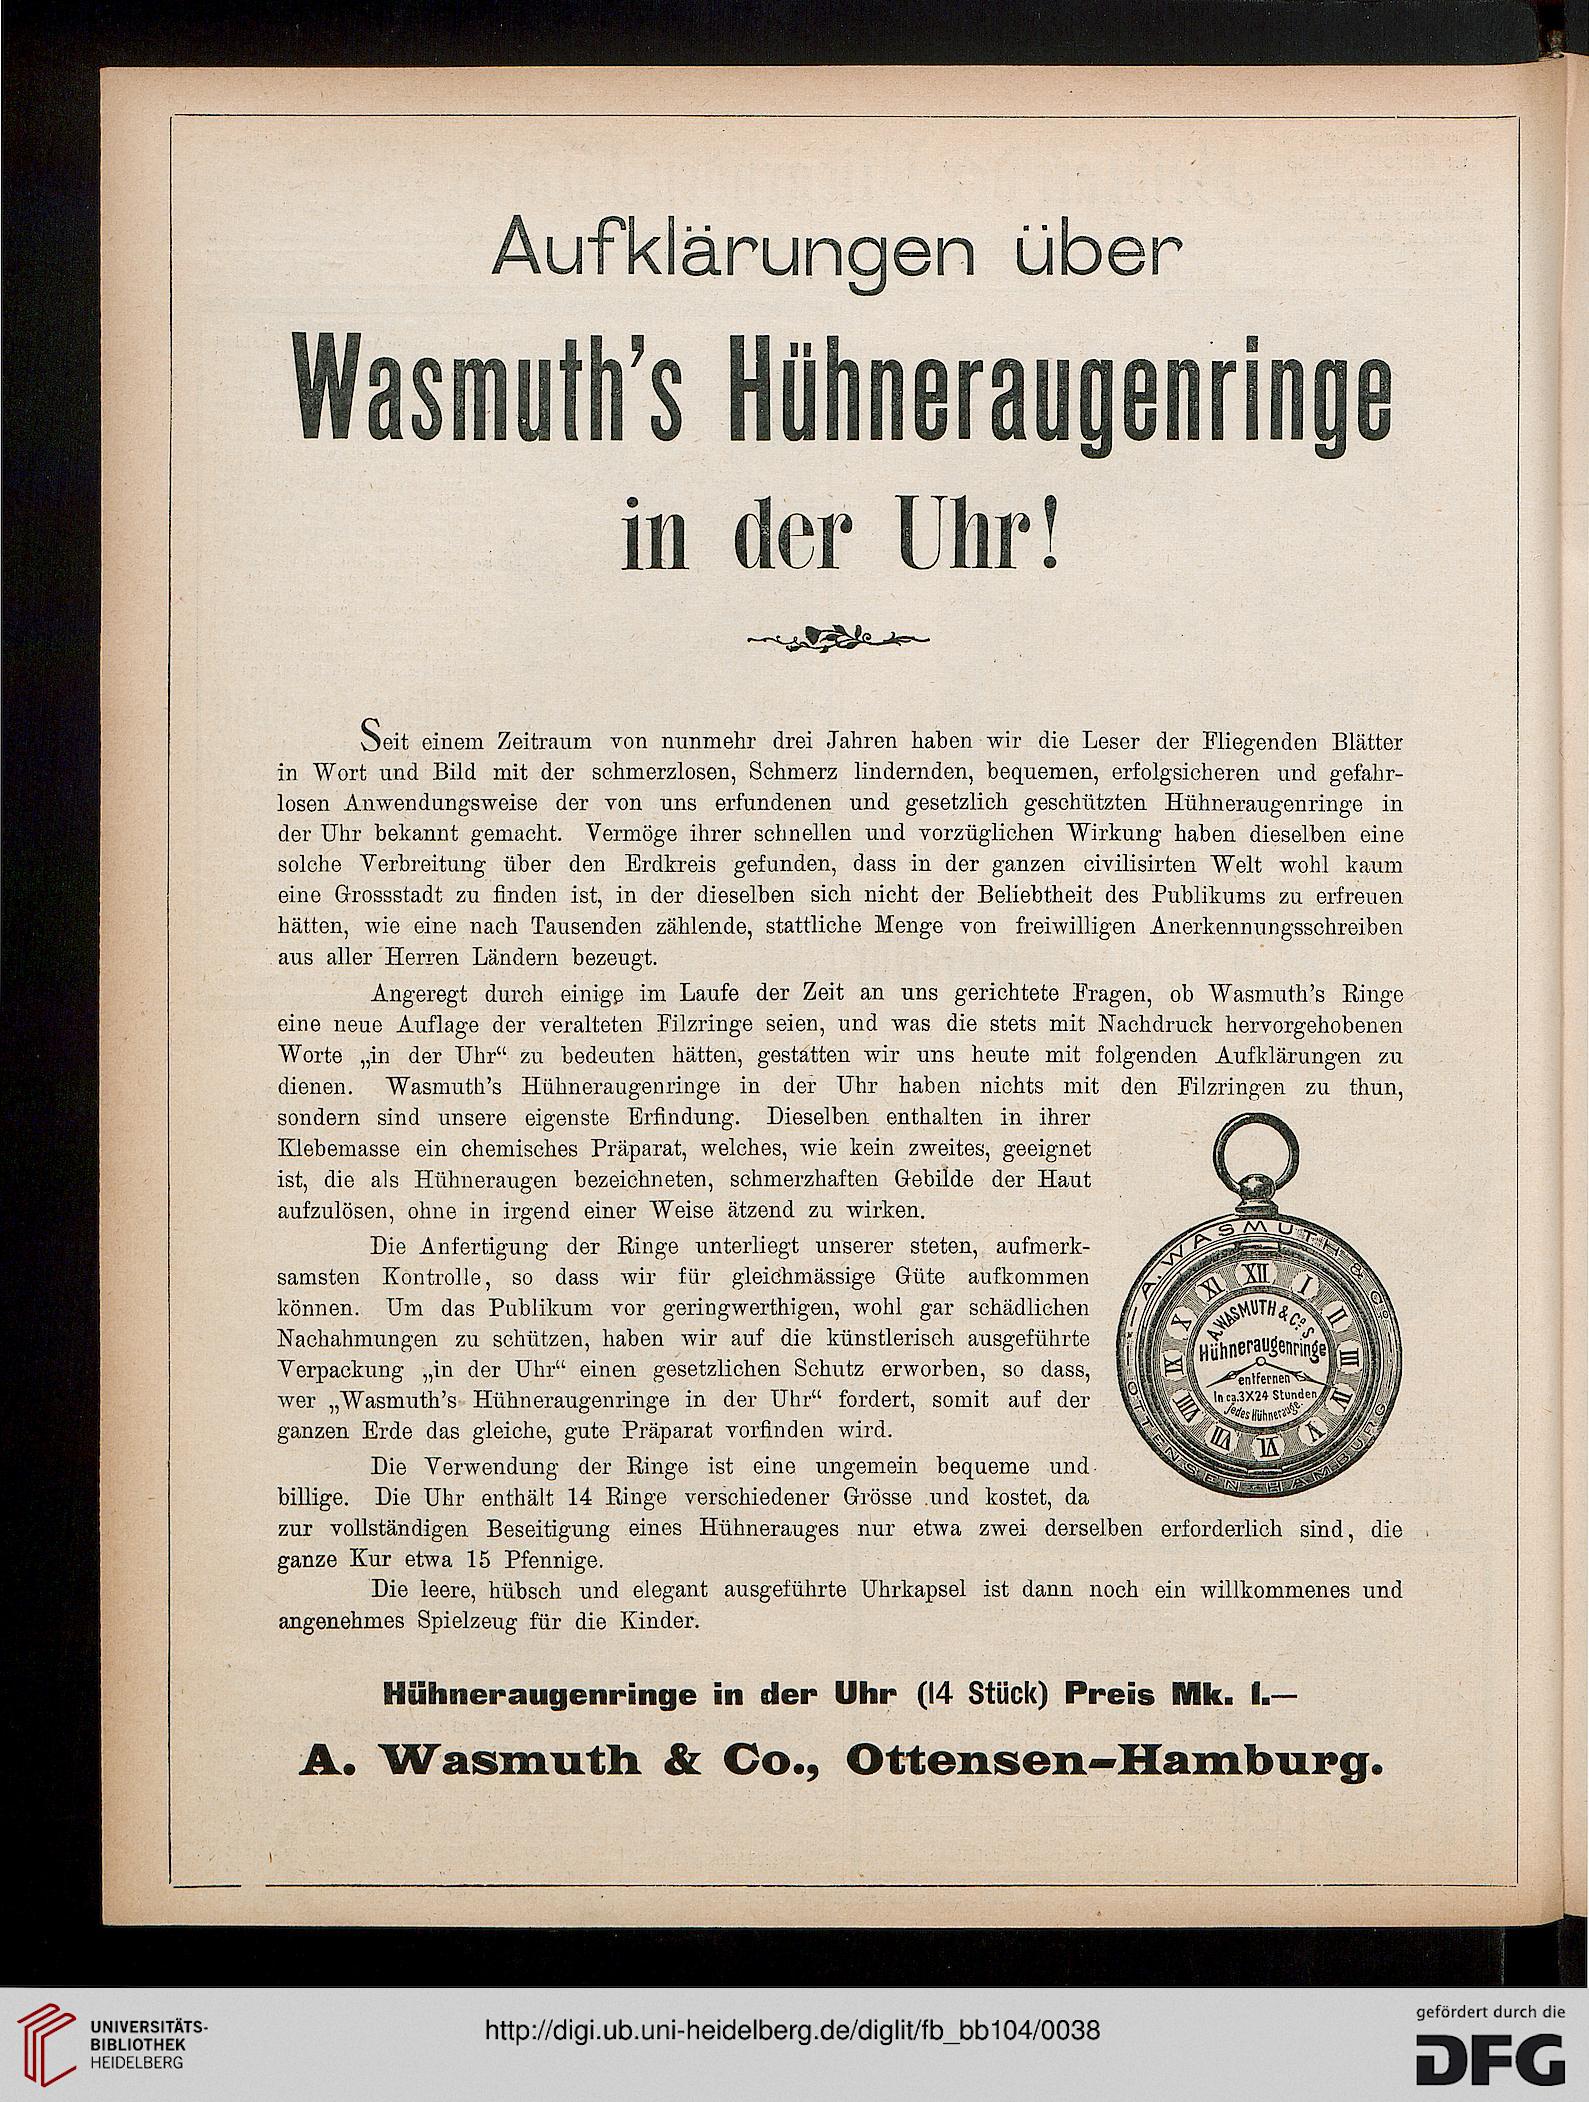 Aufklärungen über
Wasmuth's Hühneraugenringe
in der Uhr!
Seit einem Zeitraum von nunmehr drei Jahren haben wir die Leser der Fliegenden Blätter
in Wort und Bild mit der schmerzlosen, Schmerz lindernden, bequemen, erfolgsicheren und gefahr-
losen Anwendungsweise der von uns erfundenen und gesetzlich geschützten Hühneraugenringe in
der Uhr bekannt gemacht. Vermöge ihrer schnellen und vorzüglichen Wirkung haben dieselben eine
solche Verbreitung über den Erdkreis gefunden, dass in der ganzen civilisirten Welt wohl kaum
eine Grossstadt zu finden ist, in der dieselben sich nicht der Beliebtheit des Publikums zu erfreuen
hätten, wie eine nach Tausenden zählende, stattliche Menge von freiwilligen Anerkennungsschreiben
aus aller Herren Ländern bezeugt.
Angeregt durch einige im Laufe der Zeit an uns gerichtete Fragen, ob Wasmuth's Ringe
eine neue Auflage der veralteten Filzringe seien, und was die stets mit Nachdruck hervorgehobenen
Worte „in der Uhr“ zu bedeuten hätten, gestatten wir uns heute mit folgenden Aufklärungen zu
dienen. Wasmuth's Hühneraugenringe in der Uhr haben nichts mit den Filzringen zu thun,
sondern sind unsere eigenste Erfindung. Dieselben enthalten in ihrer
Klebemasse ein chemisches Präparat, welches, wie kein zweites, geeignet
ist, die als Hühneraugen bezeichneten, schmerzhaften Gebilde der Haut
aufzulösen, ohne in irgend einer Weise ätzend zu wirken.
Die Anfertigung der Ringe unterliegt unserer steten, aufmerk-
samsten Kontrolle, so dass wir für gleichmässige Güte aufkommen
können. Um das Publikum vor geringwerthigen, wohl gar schädlichen
Nachahmungen zu schützen, haben wir auf die künstlerisch ausgeführte
Verpackung „in der Uhr“ einen gesetzlichen Schutz erworben, so dass,
wer „Wasmuth's Hühneraugenringe in der Uhr“ fordert, somit auf der
ganzen Erde das gleiche, gute Präparat vorfinden wird.
Die Verwendung der Ringe ist eine ungemein bequeme und
billige. Die Uhr enthält 14 Ringe verschiedener Grösse und kostet, da
zur vollständigen Beseitigung eines Hühnerauges nur etwa zwei derselben erforderlich sind, die
ganze Kur etwa 15 Pfennige.
Die leere, hübsch und elegant ausgeführte Uhrkapsel ist dann noch ein willkommenes und
angenehmes Spielzeug für die Kinder.
A. WASMUTH & Co.
OTTENSEN-HAMBURG
XII I II III IV V VI VII VIII IX X XI
A. WASMUTH & Co.s
Hühneraugenringe
entfernen
In ca. 3X24 Stunden
jedes Hühnerauge.
Hühneraugenringe in der Uhr (14 Stück) Preis Mk. 1.—
A. Wasmuth & Co., Ottensen-Hamburg.
UNIVERSITÄTS-
BIBLIOTHEK
HEIDELBERG
http://digi.ub.uni-heidelberg.de/diglit/fb_bb104/0038
gefördert durch die
DFG